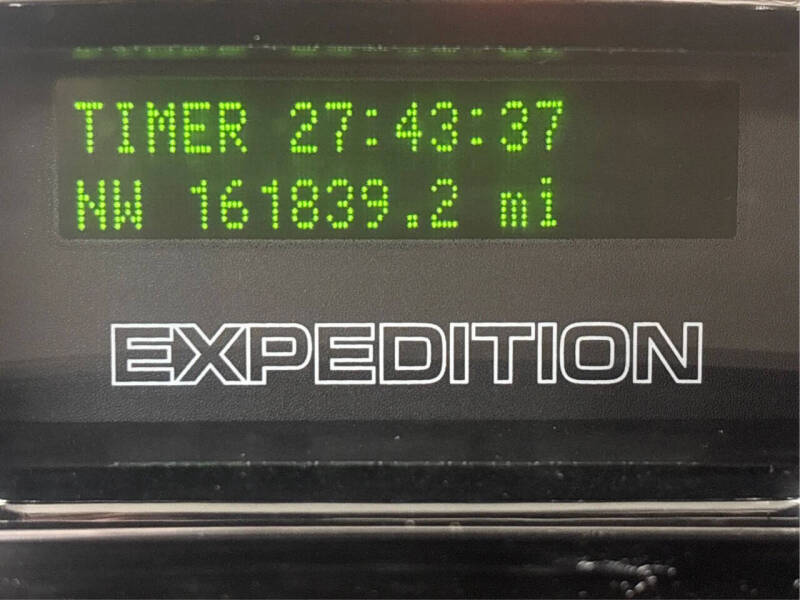 TIMER 27:43:37
NW 161839.2 mi
EXPEDITION